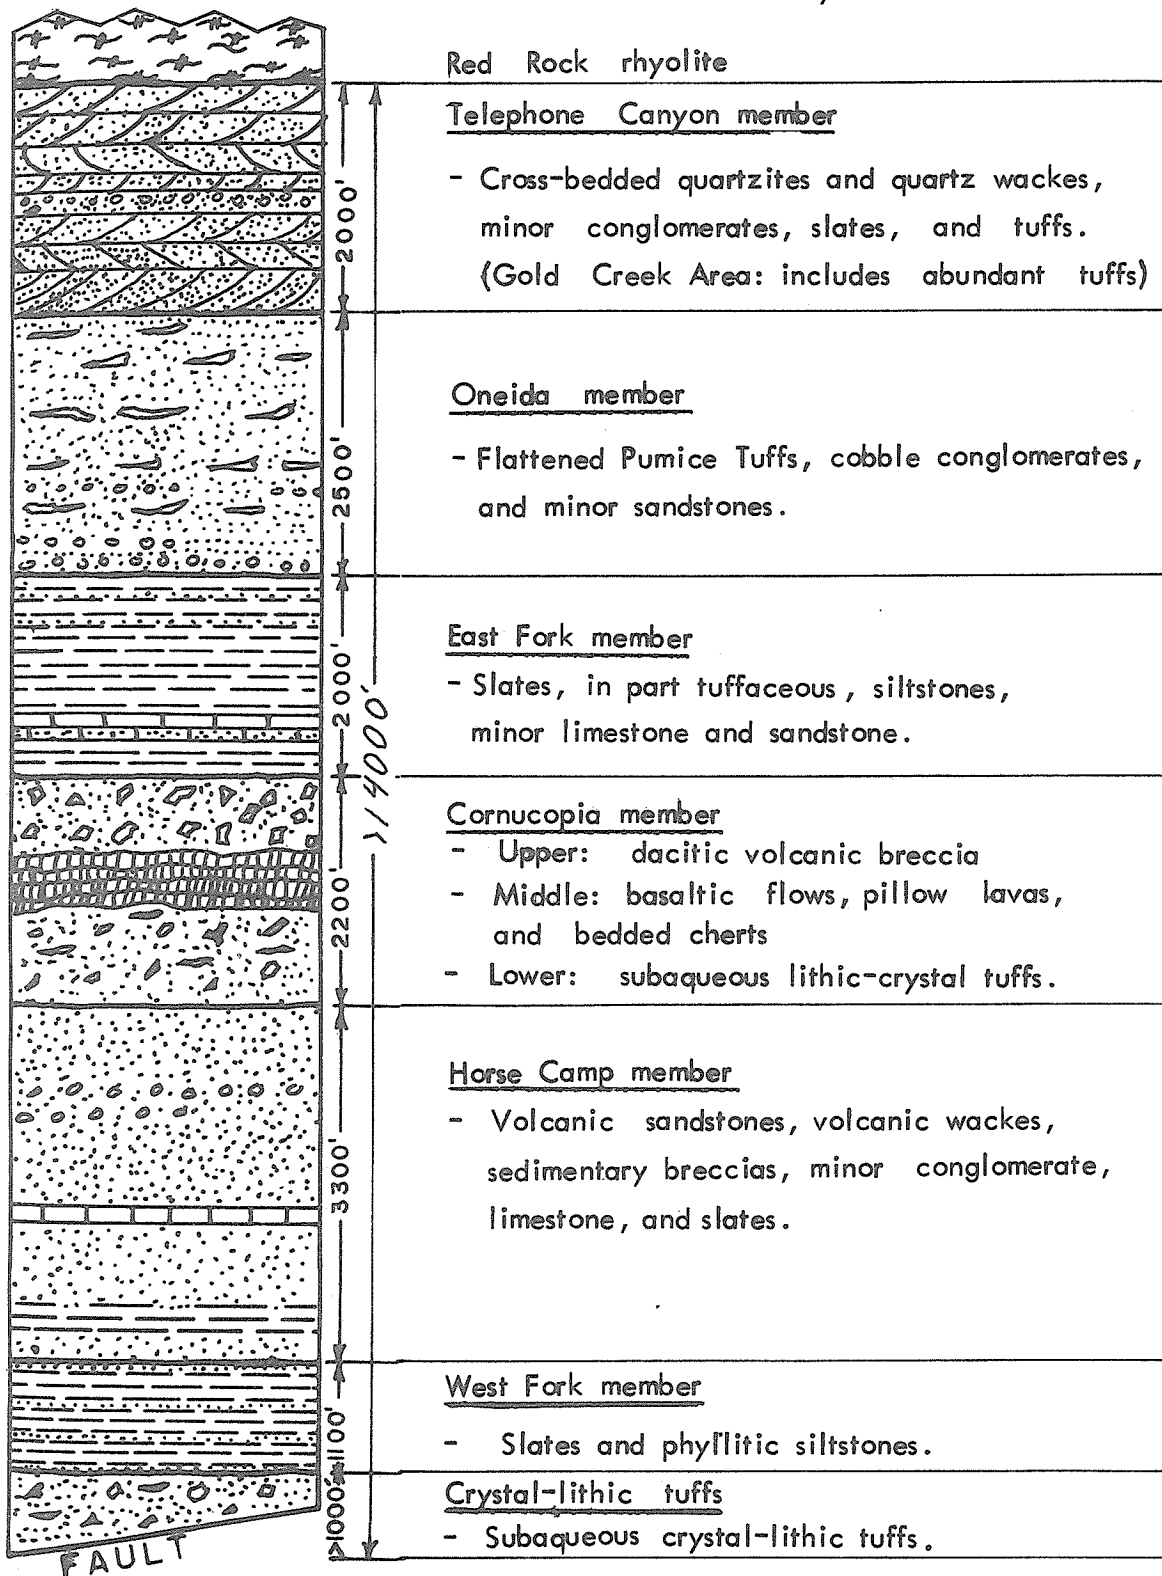 Red Rock rhyolite
Telephone Canyon member
- Cross-bedded quartzites and quartz wackes,
minor conglomerates, slates, and tuffs.
(Gold Creek Area: includes abundant tuffs)
2000'
Oneida member
- Flattened Pumice Tuffs, cobble conglomerates,
and minor sandstones.
2500'
East Fork member
- Slates, in part tuffaceous, siltstones,
minor limestone and sandstone.
2000'
>14000'
Cornucopia member
- Upper: dacitic volcanic breccia
- Middle: basaltic flows, pillow lavas,
and bedded cherts
- Lower: subaqueous lithic-crystal tuffs.
2200'
Horse Camp member
- Volcanic sandstones, volcanic wackes,
sedimentary breccias, minor conglomerate,
limestone, and slates.
3300'
West Fork member
- Slates and phyllitic siltstones.
1100'
Crystal-lithic tuffs
- Subaqueous crystal-lithic tuffs.
>1000'
FAULT